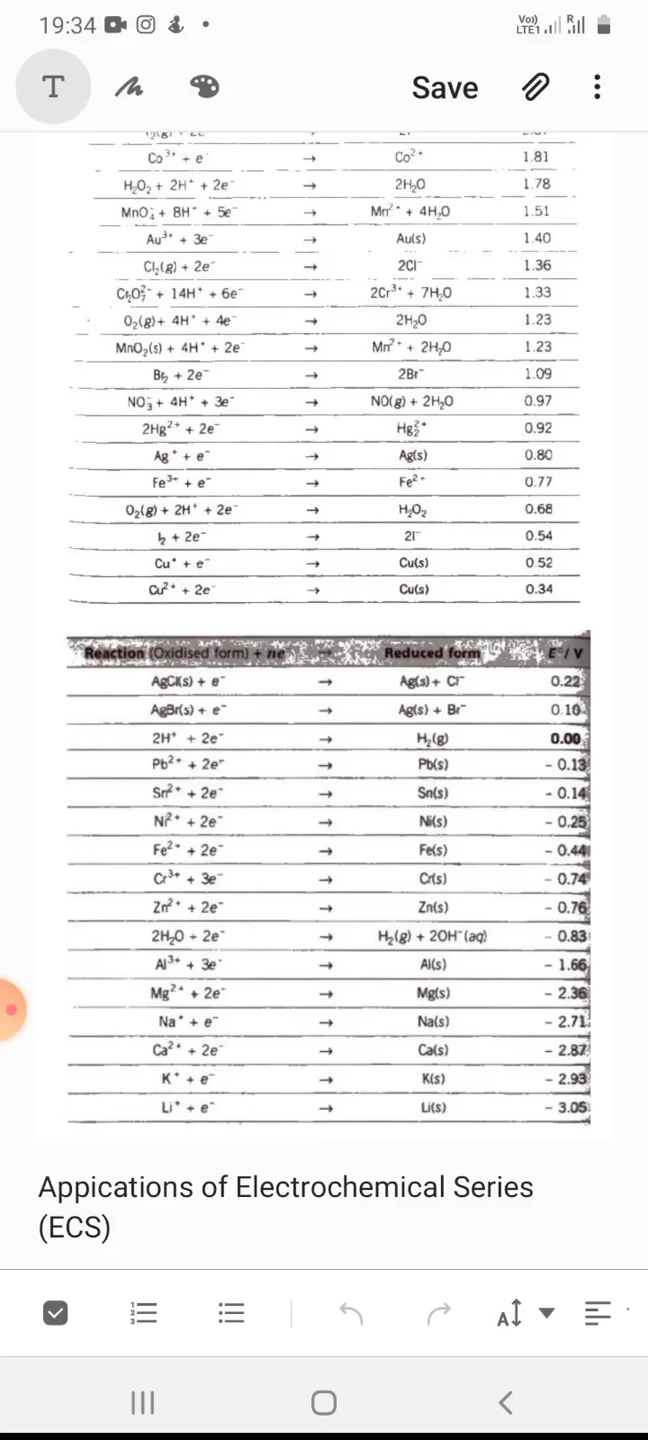 19:34
Vo)) LTE1 R
T Save
Co³⁺ + e → Co²⁺ 1.81
H₂O₂ + 2H⁺ + 2e⁻ → 2H₂O 1.78
MnO₄⁻ + 8H⁺ + 5e⁻ → Mn²⁺ + 4H₂O 1.51
Au³⁺ + 3e⁻ → Au(s) 1.40
Cl₂(g) + 2e⁻ → 2Cl⁻ 1.36
Cr₂O₇²⁻ + 14H⁺ + 6e⁻ → 2Cr³⁺ + 7H₂O 1.33
O₂(g) + 4H⁺ + 4e⁻ → 2H₂O 1.23
MnO₂(s) + 4H⁺ + 2e⁻ → Mn²⁺ + 2H₂O 1.23
Br₂ + 2e⁻ → 2Br⁻ 1.09
NO₃⁻ + 4H⁺ + 3e⁻ → NO(g) + 2H₂O 0.97
2Hg²⁺ + 2e⁻ → Hg₂²⁺ 0.92
Ag⁺ + e⁻ → Ag(s) 0.80
Fe³⁺ + e⁻ → Fe²⁺ 0.77
O₂(g) + 2H⁺ + 2e⁻ → H₂O₂ 0.68
I₂ + 2e⁻ → 2I⁻ 0.54
Cu⁺ + e⁻ → Cu(s) 0.52
Cu²⁺ + 2e⁻ → Cu(s) 0.34
Reaction (Oxidised form) + ne⁻ → Reduced form E°/V
AgCl(s) + e⁻ → Ag(s) + Cl⁻ 0.22
AgBr(s) + e⁻ → Ag(s) + Br⁻ 0.10
2H⁺ + 2e⁻ → H₂(g) 0.00
Pb²⁺ + 2e⁻ → Pb(s) – 0.13
Sn²⁺ + 2e⁻ → Sn(s) – 0.14
Ni²⁺ + 2e⁻ → Ni(s) – 0.25
Fe²⁺ + 2e⁻ → Fe(s) – 0.44
Cr³⁺ + 3e⁻ → Cr(s) – 0.74
Zn²⁺ + 2e⁻ → Zn(s) – 0.76
2H₂O + 2e⁻ → H₂(g) + 2OH⁻(aq) – 0.83
Al³⁺ + 3e⁻ → Al(s) – 1.66
Mg²⁺ + 2e⁻ → Mg(s) – 2.36
Na⁺ + e⁻ → Na(s) – 2.71
Ca²⁺ + 2e⁻ → Ca(s) – 2.87
K⁺ + e⁻ → K(s) – 2.93
Li⁺ + e⁻ → Li(s) – 3.05
Appications of Electrochemical Series
(ECS)